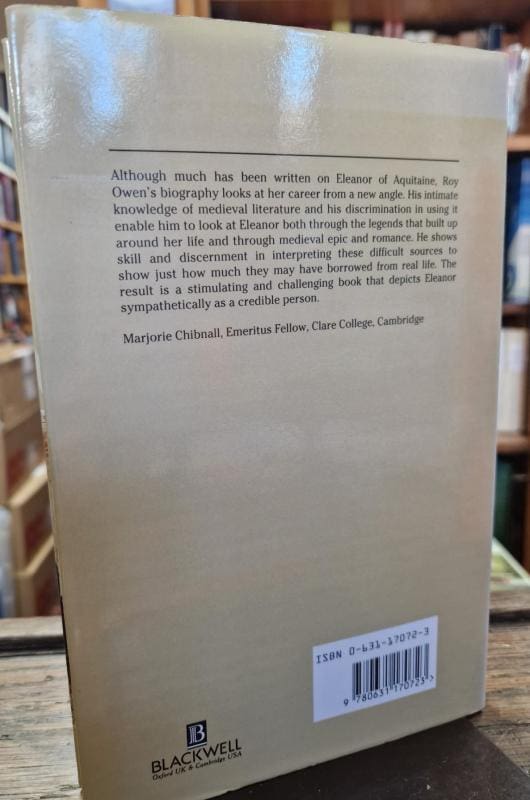 Although much has been written on Eleanor of Aquitaine, Roy
Owen's biography looks at her career from a new angle. His intimate
knowledge of medieval literature and his discrimination in using it
enable him to look at Eleanor both through the legends that built up
around her life and through medieval epic and romance. He shows
skill and discernment in interpreting these difficult sources to
show just how much they may have borrowed from real life. The
result is a stimulating and challenging book that depicts Eleanor
sympathetically as a credible person.
Marjorie Chibnall, Emeritus Fellow, Clare College, Cambridge
ISBN 0-631-17072-3
9 780631 170723 >
B
BLACKWELL
Oxford UK & Cambridge USA